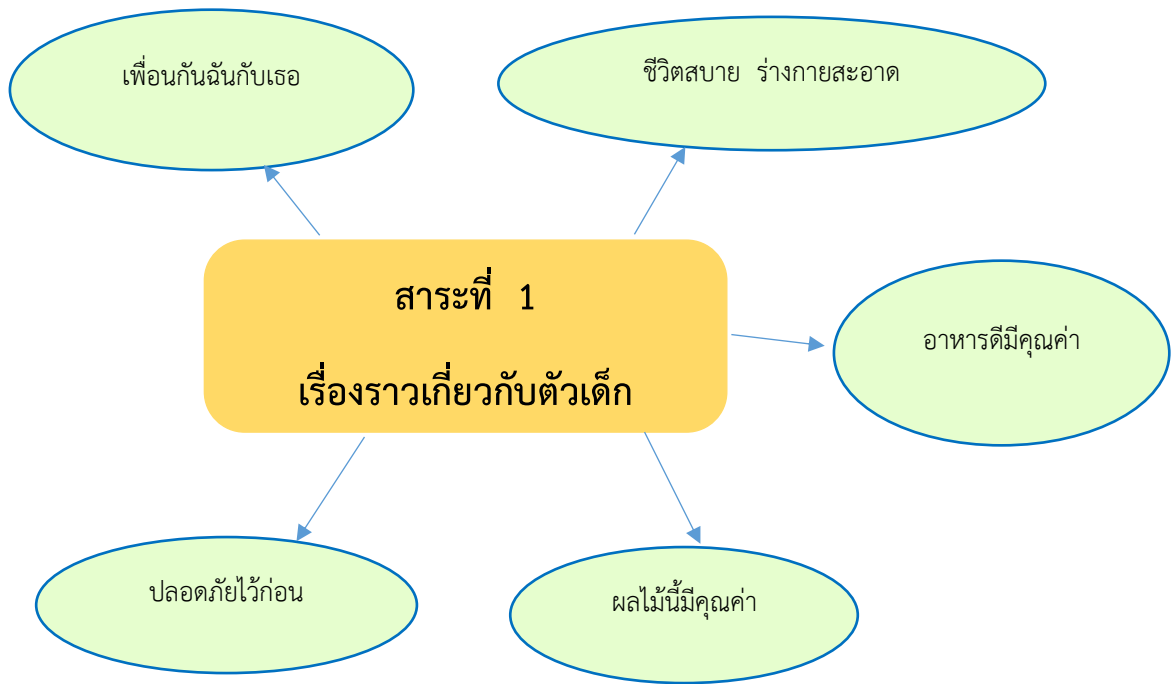 เพื่อนกันฉันกับเธอ
ชีวิตสบาย ร่างกายสะอาด
สาระที่ 1
เรื่องราวเกี่ยวกับตัวเด็ก
อาหารดีมีคุณค่า
ปลอดภัยไว้ก่อน
ผลไม้นี้มีคุณค่า